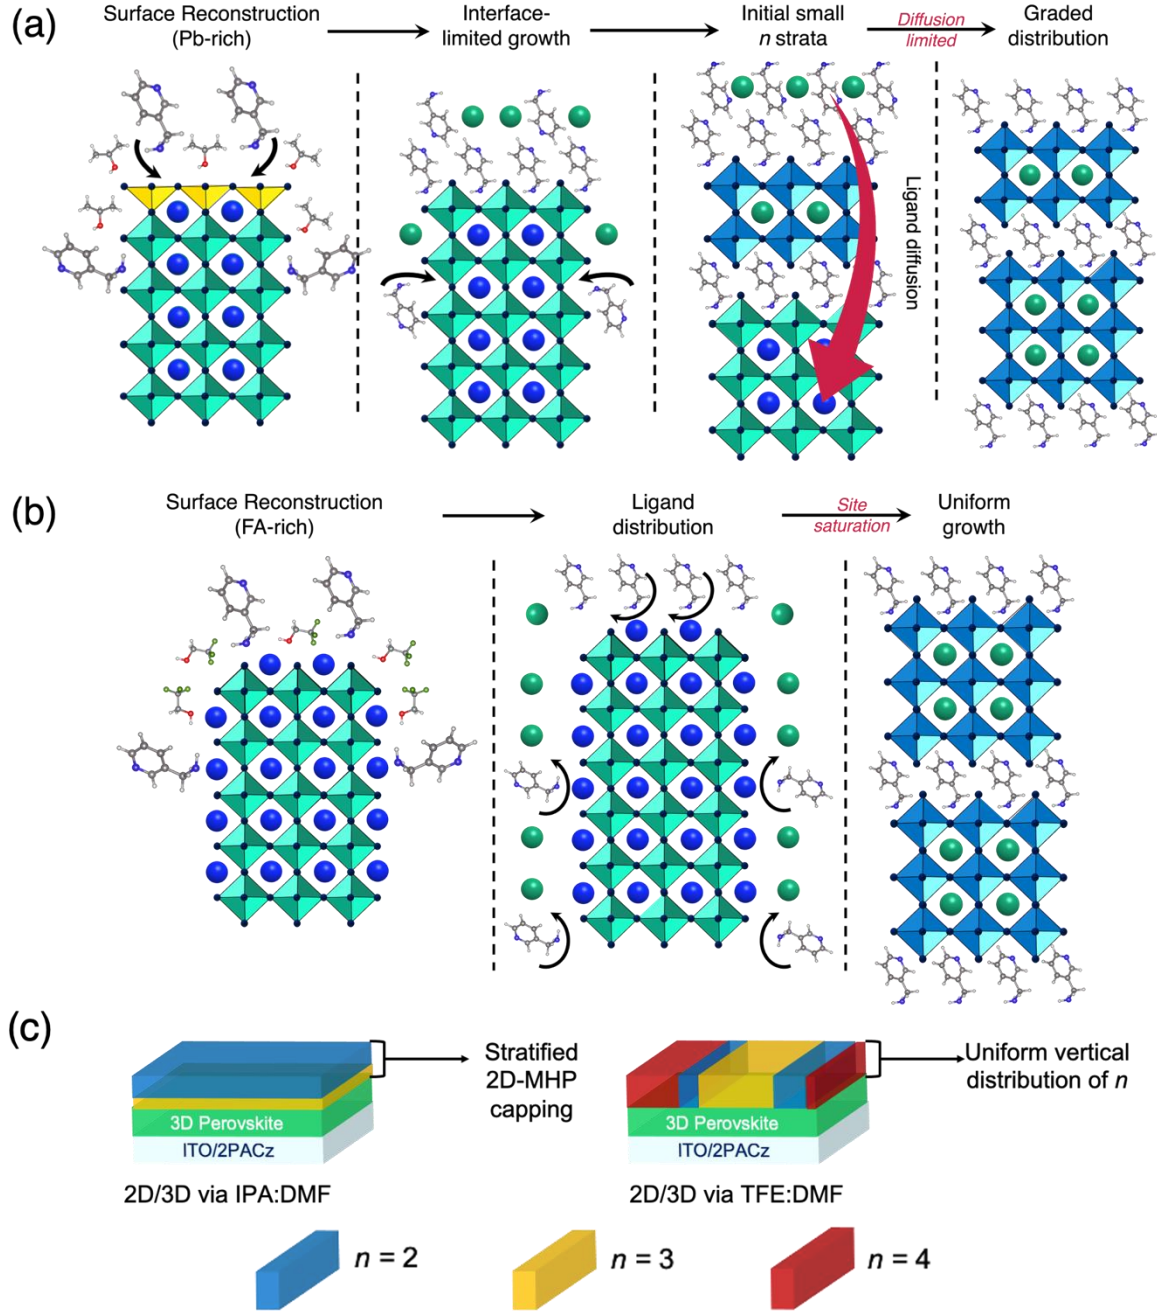 (a)
Surface Reconstruction
(Pb-rich)
Interface-
limited growth
Initial small
n strata
Diffusion
limited
Graded
distribution
Ligand diffusion
(b)
Surface Reconstruction
(FA-rich)
Ligand
distribution
Site
saturation
Uniform
growth
(c)
3D Perovskite
ITO/2PACz
2D/3D via IPA:DMF
Stratified
2D-MHP
capping
3D Perovskite
ITO/2PACz
2D/3D via TFE:DMF
Uniform vertical
distribution of n
n = 2
n = 3
n = 4